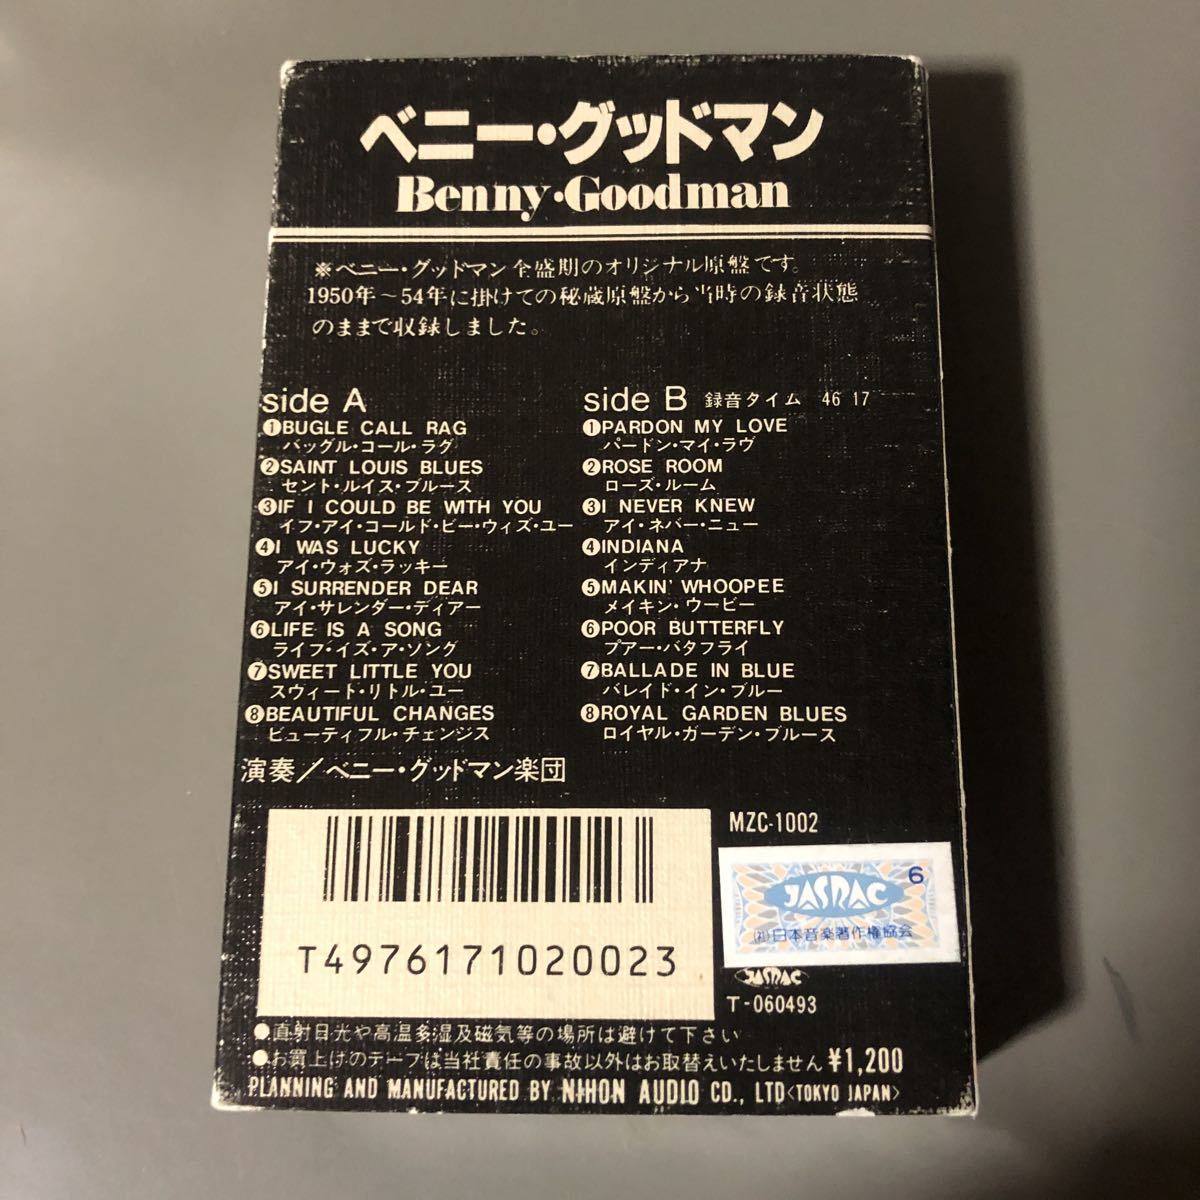 ベニー・グッドマン
Benny・Goodman
※ベニー・グッドマン全盛期のオリジナル原盤です。
1950年～54年に掛けての秘蔵原盤から当時の録音状態
のままで収録しました。
side A
❶BUGLE CALL RAG
バッグル・コール・ラグ
❷SAINT LOUIS BLUES
セント・ルイス・ブルース
❸IF I COULD BE WITH YOU
イフ・アイ・コールド・ビー・ウィズ・ユー
❹I WAS LUCKY
アイ・ウォズ・ラッキー
❺I SURRENDER DEAR
アイ・サレンダー・ディアー
❻LIFE IS A SONG
ライフ・イズ・ア・ソング
❼SWEET LITTLE YOU
スウィート・リトル・ユー
❽BEAUTIFUL CHANGES
ビューティフル・チェンジス
side B 録音タイム 46 17
❶PARDON MY LOVE
パードン・マイ・ラヴ
❷ROSE ROOM
ローズ・ルーム
❸I NEVER KNEW
アイ・ネバー・ニュー
❹INDIANA
インディアナ
❺MAKIN' WHOOPEE
メイキン・ウービー
❻POOR BUTTERFLY
プアー・バタフライ
❼BALLADE IN BLUE
バレイド・イン・ブルー
❽ROYAL GARDEN BLUES
ロイヤル・ガーデン・ブルース
演奏／ベニー・グッドマン楽団
T4976171020023
MZC-1002
6
JASRAC
(社)日本音楽著作権協会
JASRAC
T-060493
●直射日光や高温多湿及磁気等の場所は避けて下さい
●お買上げのテープは当社責任の事故以外はお取替えいたしません ¥1,200
PLANNING AND MANUFACTURED BY NIHON AUDIO CO., LTD<TOKYO JAPAN>